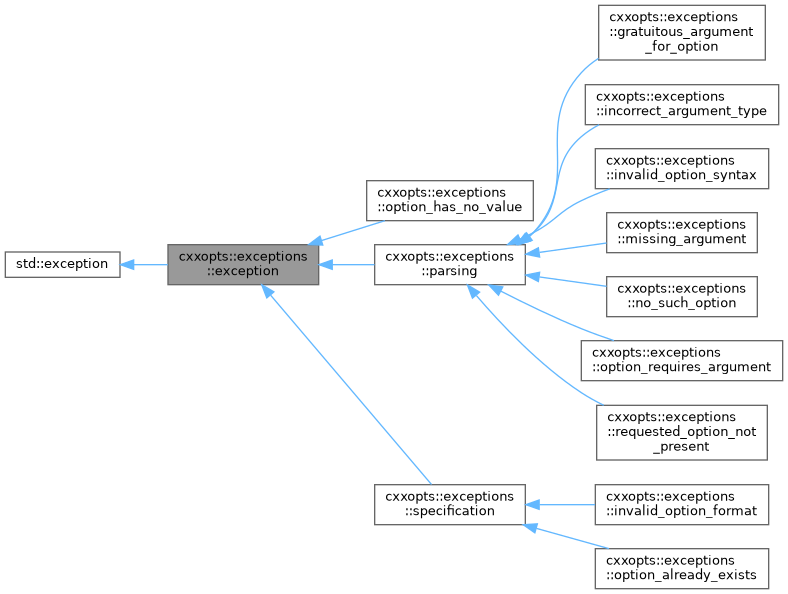 std::exception
cxxopts::exceptions
::exception
cxxopts::exceptions
::option_has_no_value
cxxopts::exceptions
::parsing
cxxopts::exceptions
::specification
cxxopts::exceptions
::gratuitous_argument
_for_option
cxxopts::exceptions
::incorrect_argument_type
cxxopts::exceptions
::invalid_option_syntax
cxxopts::exceptions
::missing_argument
cxxopts::exceptions
::no_such_option
cxxopts::exceptions
::option_requires_argument
cxxopts::exceptions
::requested_option_not
_present
cxxopts::exceptions
::invalid_option_format
cxxopts::exceptions
::option_already_exists